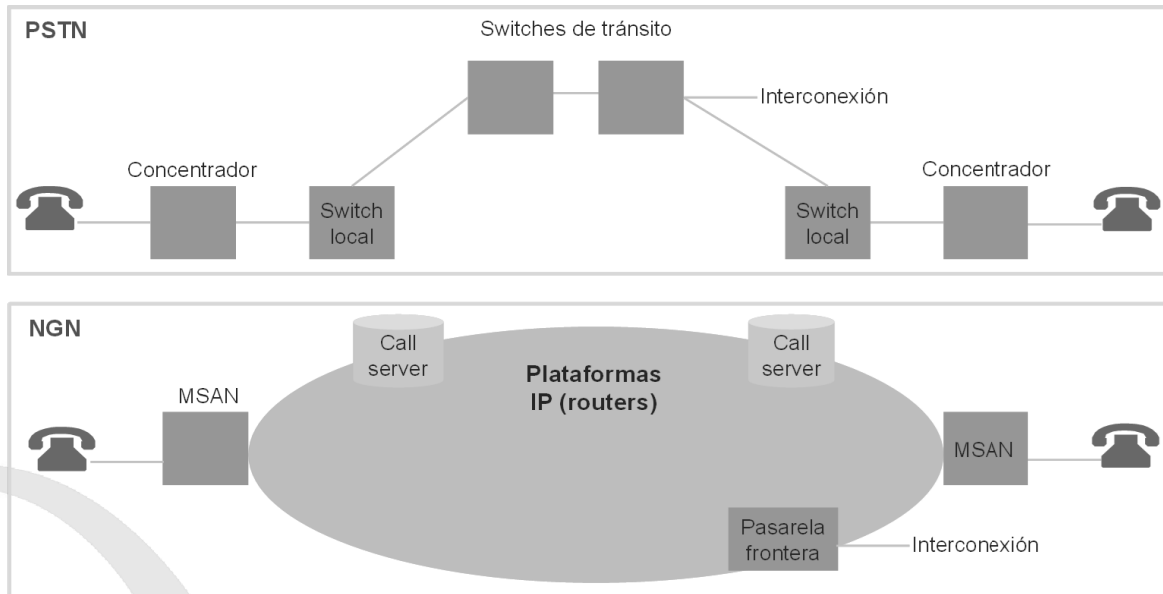 PSTN
Switches de tránsito
Interconexión
Concentrador
Concentrador
Switch
local
Switch
local
NGN
Call
server
Call
server
Plataformas
IP (routers)
MSAN
MSAN
Pasarela
frontera
Interconexión